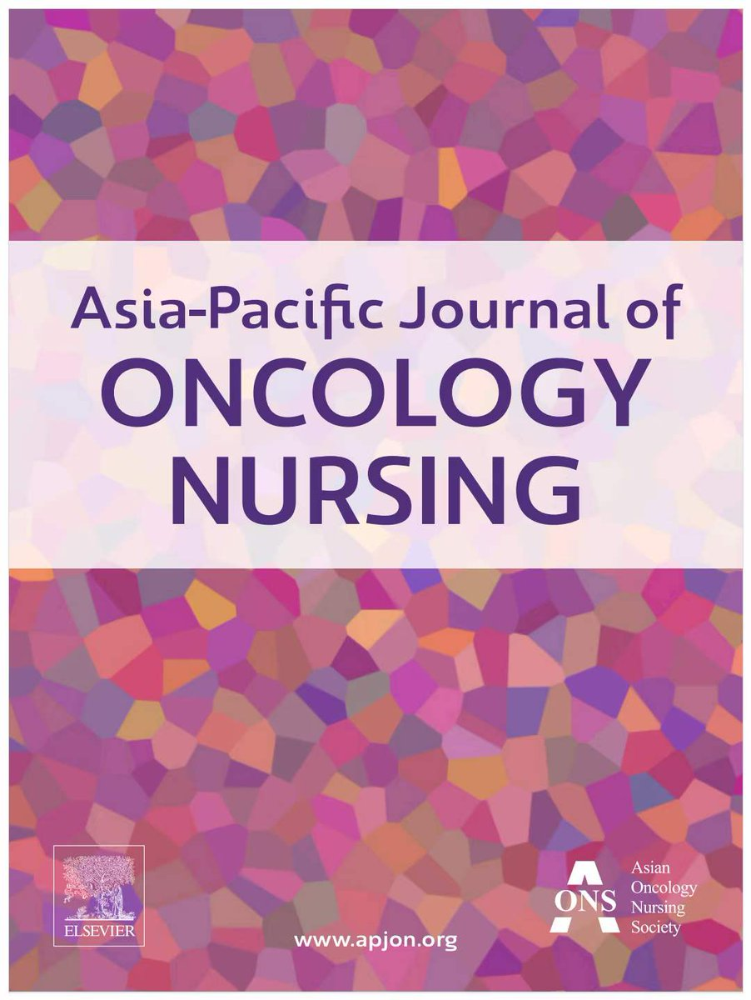 Asia-Pacific Journal of
ONCOLOGY
NURSING
ELSEVIER
www.apjon.org
A
ONS
Asian
Oncology
Nursing
Society